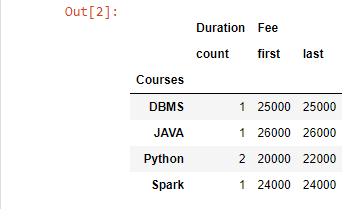 Out[2]:
Duration Fee
count first last
Courses
DBMS 1 25000 25000
JAVA 1 26000 26000
Python 2 20000 22000
Spark 1 24000 24000